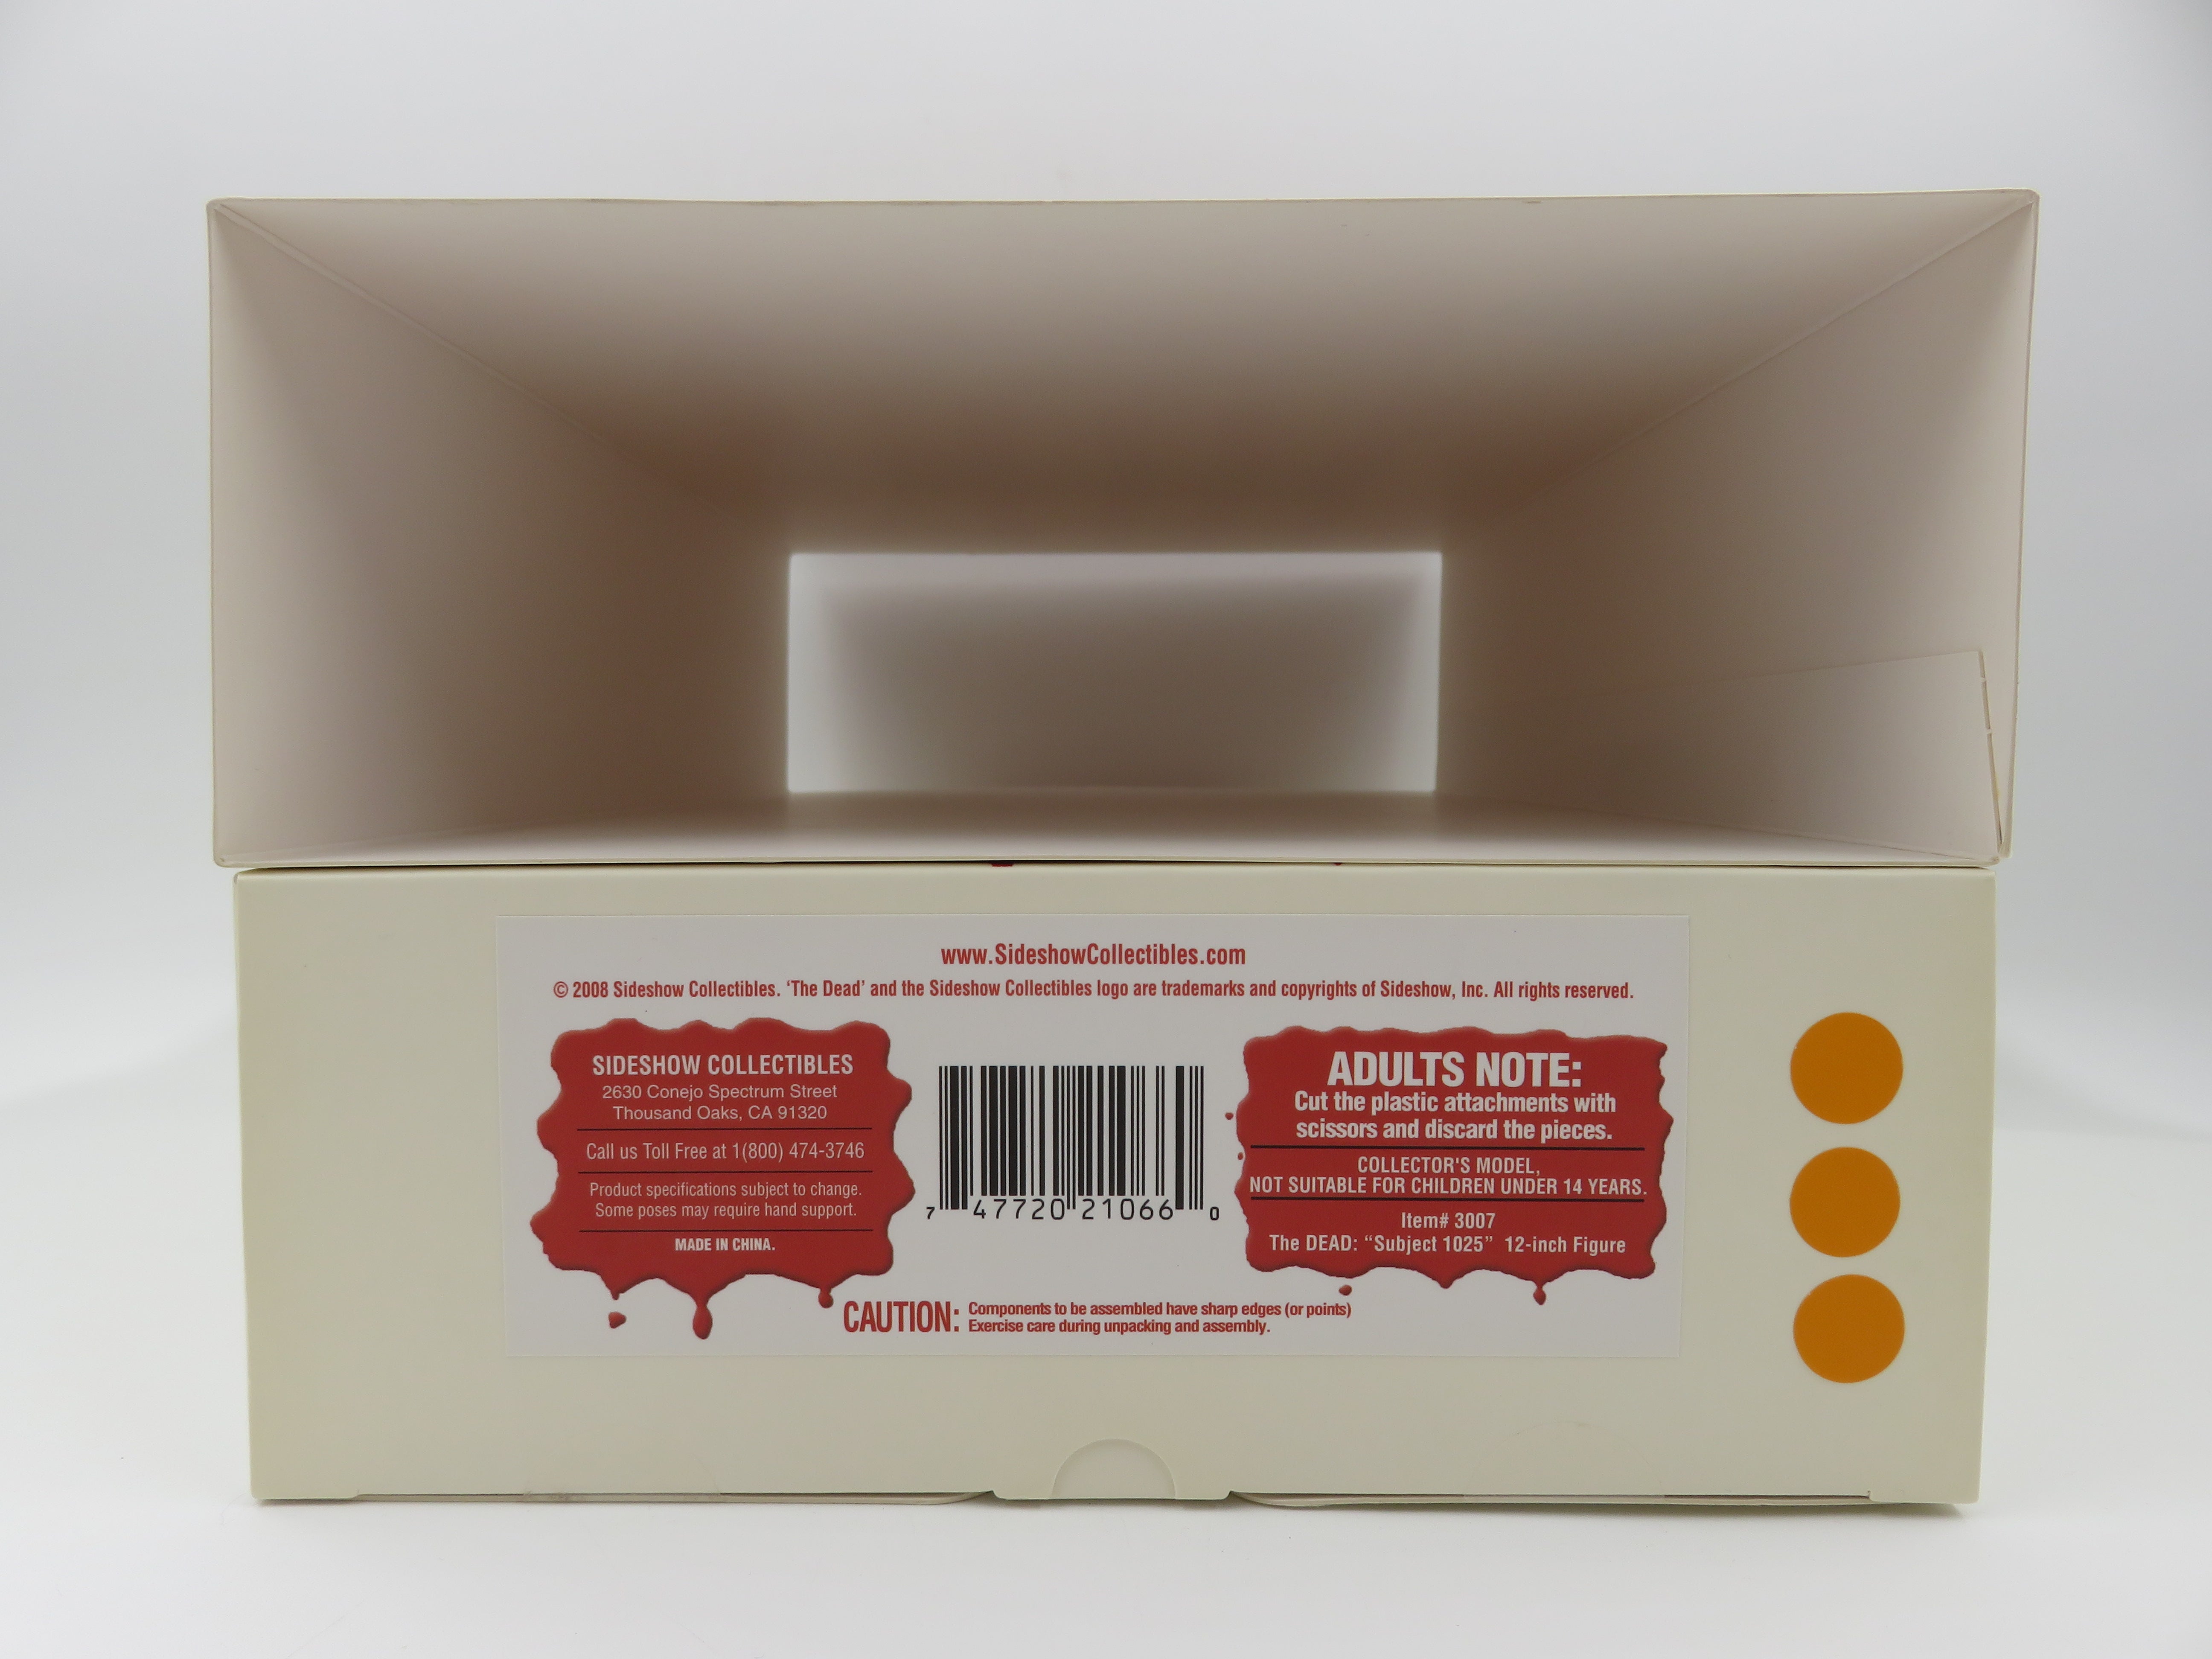 www.SideshowCollectibles.com
© 2008 Sideshow Collectibles. ‘The Dead’ and the Sideshow Collectibles logo are trademarks and copyrights of Sideshow, Inc. All rights reserved.
SIDESHOW COLLECTIBLES
2630 Conejo Spectrum Street
Thousand Oaks, CA 91320
Call us Toll Free at 1(800) 474-3746
Product specifications subject to change.
Some poses may require hand support.
MADE IN CHINA.
7 47720 21066 0
ADULTS NOTE:
Cut the plastic attachments with
scissors and discard the pieces.
COLLECTOR'S MODEL,
NOT SUITABLE FOR CHILDREN UNDER 14 YEARS.
Item# 3007
The DEAD: “Subject 1025” 12-inch Figure
CAUTION: Components to be assembled have sharp edges (or points)
Exercise care during unpacking and assembly.